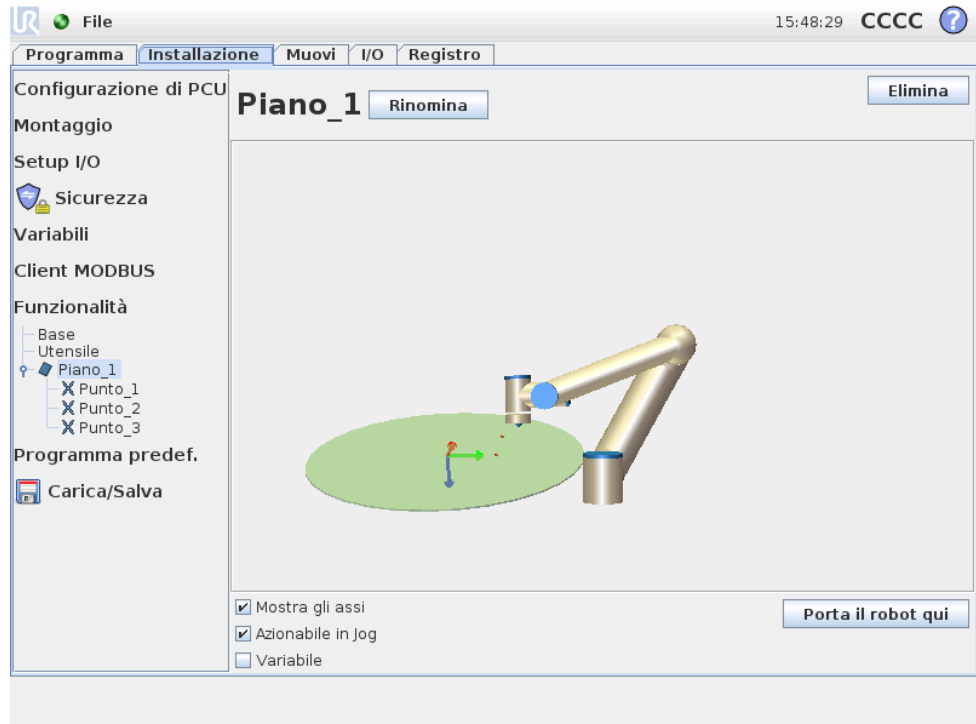 UR File 15:48:29 CCCC ?
Programma Installazione Muovi I/O Registro
Configurazione di PCU
Montaggio
Setup I/O
Sicurezza
Variabili
Client MODBUS
Funzionalità
Base
Utensile
Piano_1
Punto_1
Punto_2
Punto_3
Programma predef.
Carica/Salva
Piano_1 Rinomina Elimina
Mostra gli assi
Azionabile in Jog
Variabile
Porta il robot qui